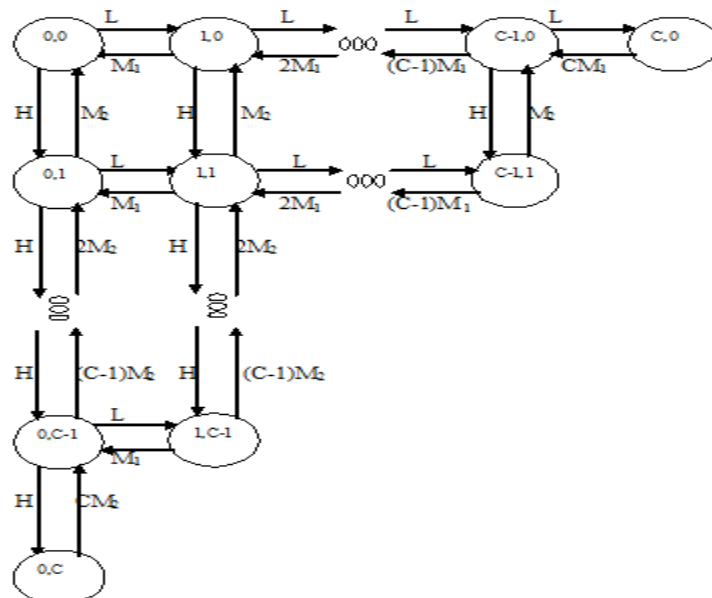 L L L L
0,0 1,0 C-1,0 C,0
M₁ 2M₁ (C-1)M₁ CM₁
H M₂ H M₂ H M₂
L L L
0,1 1,1 C-1,1
M₁ 2M₁ (C-1)M₁
H 2M₂ H 2M₂
H (C-1)M₂ H (C-1)M₂
L
0,C-1 1,C-1
M₁
H CM₂
0,C